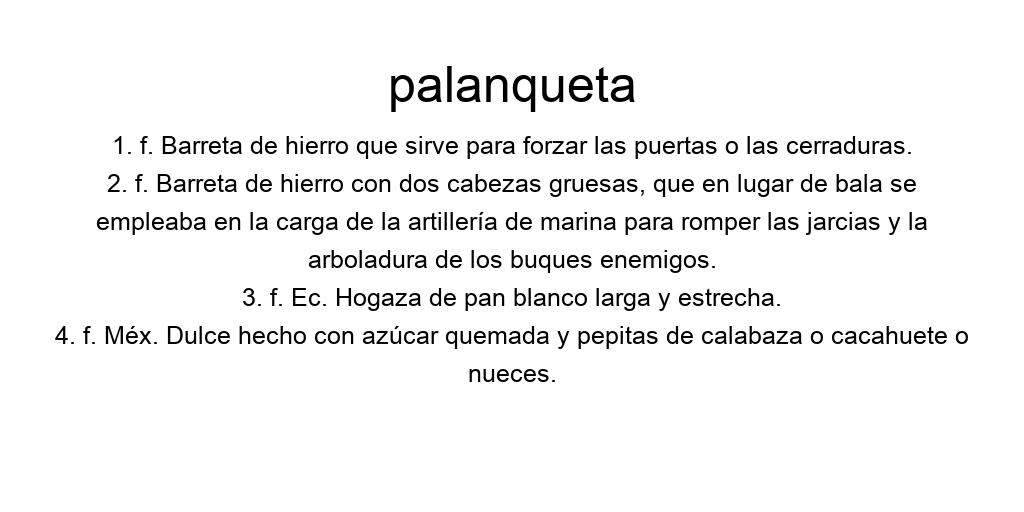 palanqueta
1. f. Barreta de hierro que sirve para forzar las puertas o las cerraduras.
2. f. Barreta de hierro con dos cabezas gruesas, que en lugar de bala se
empleaba en la carga de la artillería de marina para romper las jarcias y la
arboladura de los buques enemigos.
3. f. Ec. Hogaza de pan blanco larga y estrecha.
4. f. Méx. Dulce hecho con azúcar quemada y pepitas de calabaza o cacahuete o
nueces.